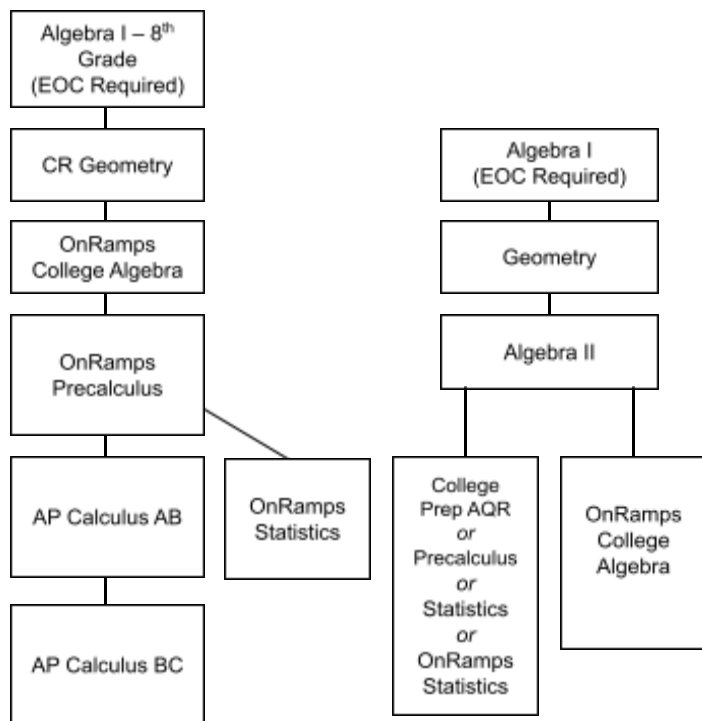 Algebra I – 8th
Grade
(EOC Required)
CR Geometry
OnRamps
College Algebra
OnRamps
Precalculus
AP Calculus AB
AP Calculus BC
OnRamps
Statistics
Algebra I
(EOC Required)
Geometry
Algebra II
College
Prep AQR
or
Precalculus
or
Statistics
or
OnRamps
Statistics
OnRamps
College
Algebra